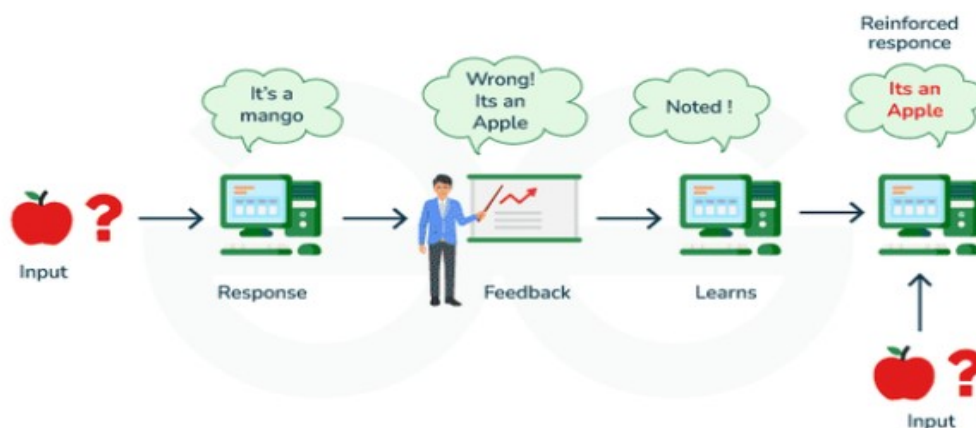 Reinforced
responce
It's a
mango
Wrong!
Its an
Apple
Noted !
Its an
Apple
?
Input
Response
Feedback
Learns
?
Input